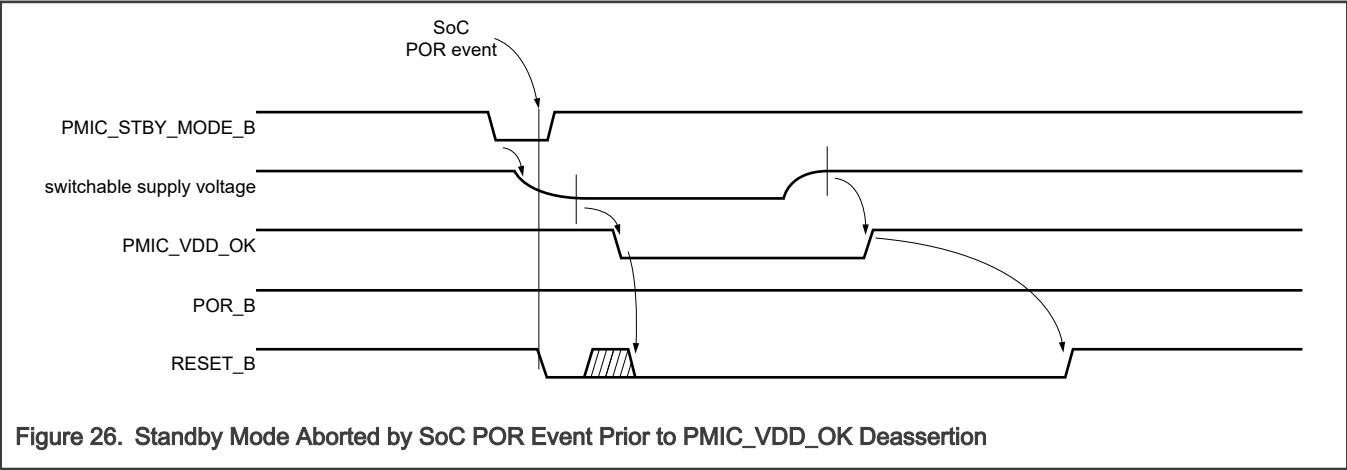 SoC
POR event
PMIC_STBY_MODE_B
switchable supply voltage
PMIC_VDD_OK
POR_B
RESET_B
Figure 26. Standby Mode Aborted by SoC POR Event Prior to PMIC_VDD_OK Deassertion